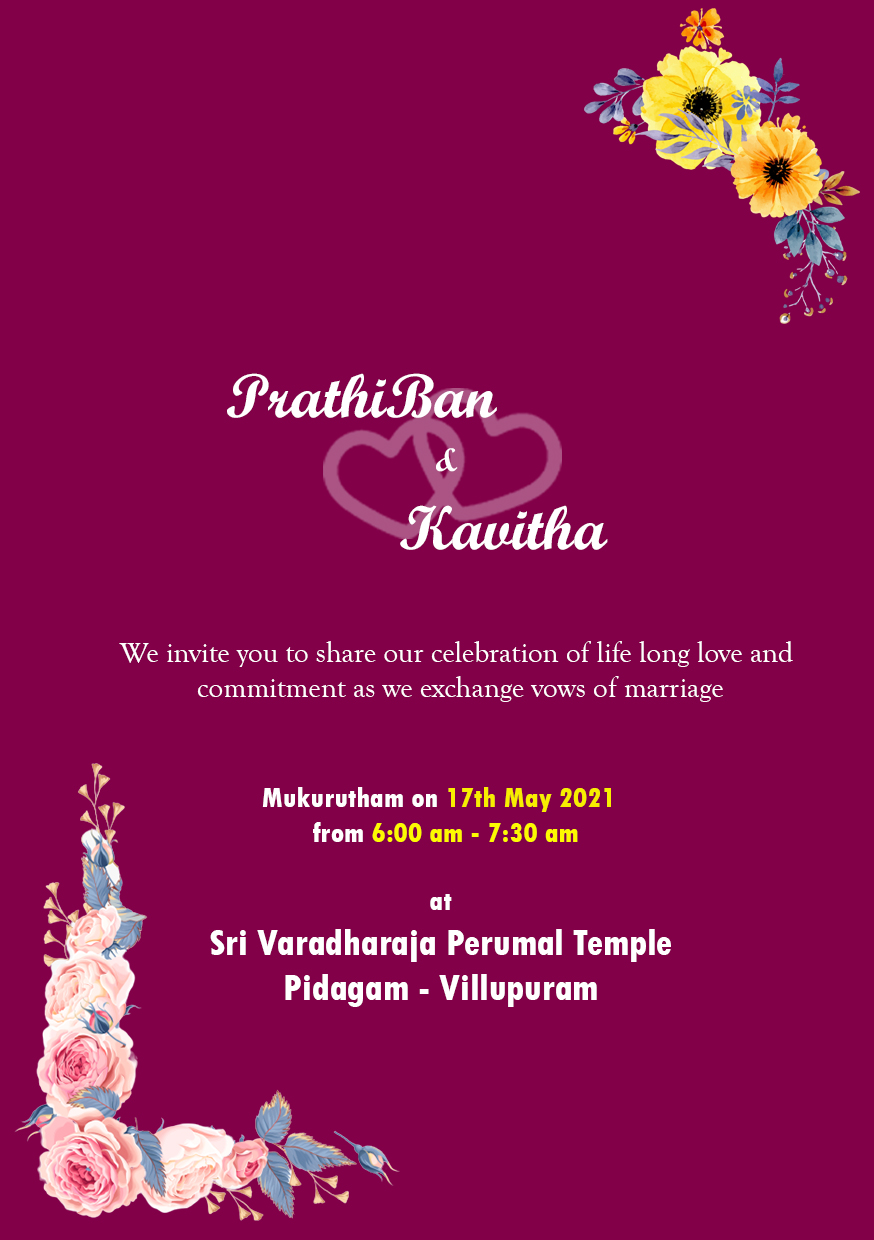 PrathiBan
&
Kavitha
We invite you to share our celebration of life long love and
commitment as we exchange vows of marriage
Mukurutham on 17th May 2021
from 6:00 am - 7:30 am
at
Sri Varadharaja Perumal Temple
Pidagam - Villupuram